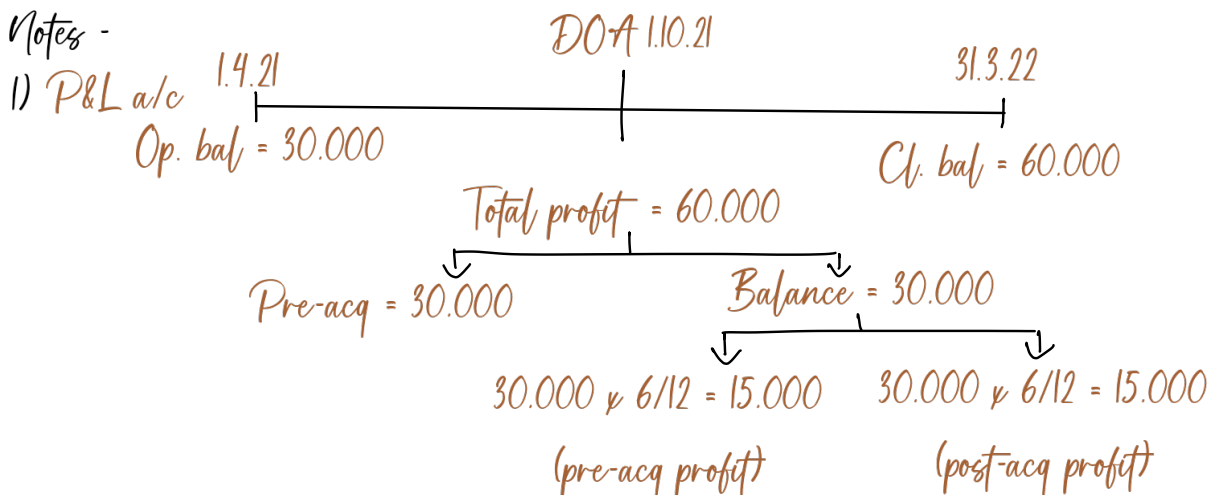 Notes -
DOA 1.10.21
1) P&L a/c 1.4.21
31.3.22
Op. bal = 30.000
Cl. bal = 60.000
Total profit = 60.000
Pre-acq = 30.000
Balance = 30.000
30.000 x 6/12 = 15.000
30.000 x 6/12 = 15.000
(pre-acq profit)
(post-acq profit)